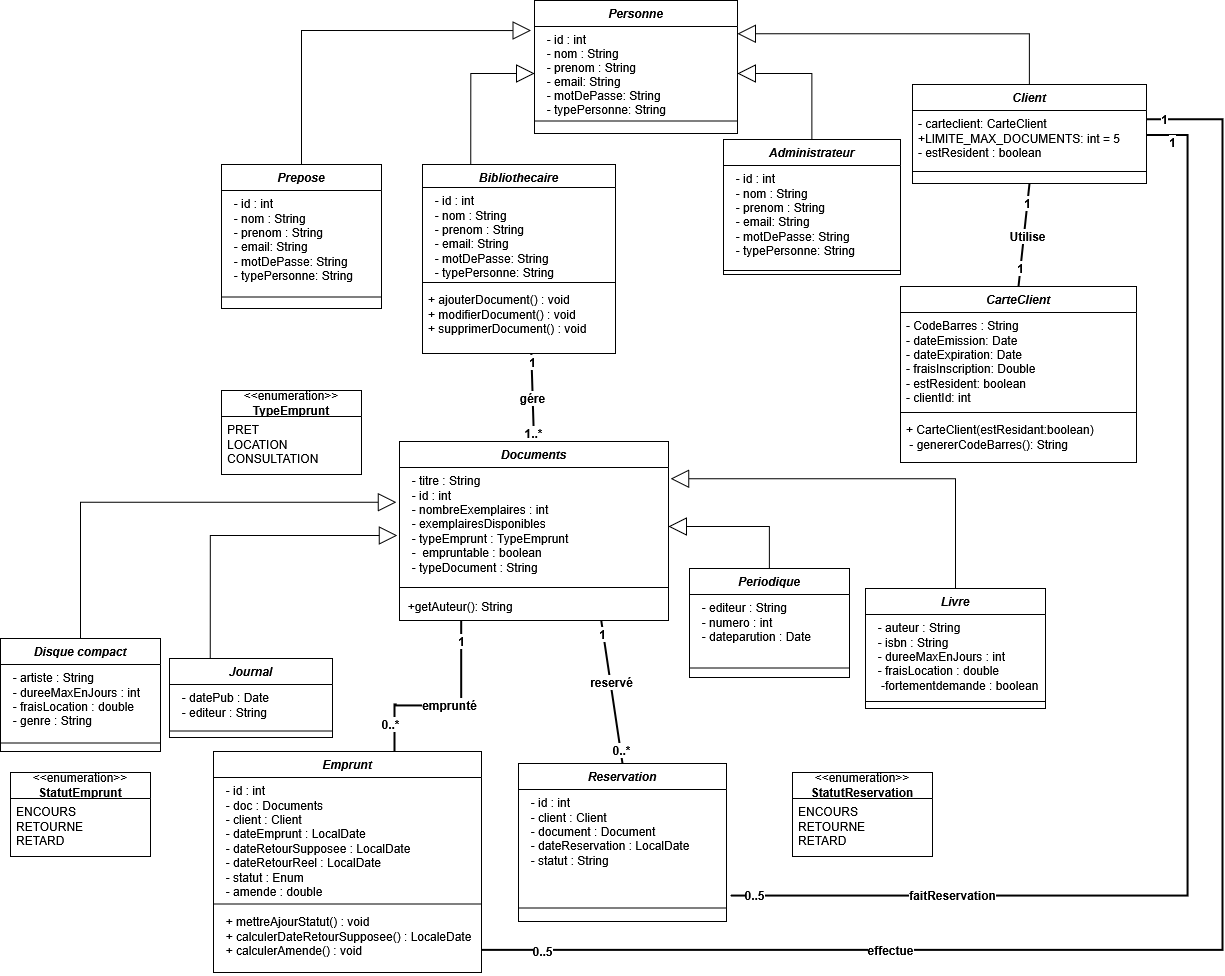 Personne
- id : int
- nom : String
- prenom : String
- email: String
- motDePasse: String
- typePersonne: String
Client
- carteclient: CarteClient
+LIMITE_MAX_DOCUMENTS: int = 5
- estResident : boolean
1
1
Administrateur
- id : int
- nom : String
- prenom : String
- email: String
- motDePasse: String
- typePersonne: String
Prepose
- id : int
- nom : String
- prenom : String
- email: String
- motDePasse: String
- typePersonne: String
Bibliothecaire
- id : int
- nom : String
- prenom : String
- email: String
- motDePasse: String
- typePersonne: String
+ ajouterDocument() : void
+ modifierDocument() : void
+ supprimerDocument() : void
1
Utilise
1
CarteClient
- CodeBarres : String
- dateEmission: Date
- dateExpiration: Date
- fraisInscription: Double
- estResident: boolean
- clientId: int
+ CarteClient(estResidant:boolean)
- genererCodeBarres(): String
1
gére
1..*
<<enumeration>>
TypeEmprunt
PRET
LOCATION
CONSULTATION
Documents
- titre : String
- id : int
- nombreExemplaires : int
- exemplairesDisponibles
- typeEmprunt : TypeEmprunt
- empruntable : boolean
- typeDocument : String
+getAuteur(): String
Periodique
- editeur : String
- numero : int
- dateparution : Date
Livre
- auteur : String
- isbn : String
- dureeMaxEnJours : int
- fraisLocation : double
-fortementdemande : boolean
Disque compact
- artiste : String
- dureeMaxEnJours : int
- fraisLocation : double
- genre : String
Journal
- datePub : Date
- editeur : String
1
emprunté
0..*
1
reservé
0..*
Emprunt
- id : int
- doc : Documents
- client : Client
- dateEmprunt : LocalDate
- dateRetourSupposee : LocalDate
- dateRetourReel : LocalDate
- statut : Enum
- amende : double
+ mettreAjourStatut() : void
+ calculerDateRetourSupposee() : LocaleDate
+ calculerAmende() : void
Reservation
- id : int
- client : Client
- document : Document
- dateReservation : LocalDate
- statut : String
<<enumeration>>
StatutEmprunt
ENCOURS
RETOURNE
RETARD
<<enumeration>>
StatutReservation
ENCOURS
RETOURNE
RETARD
0..5
faitReservation
0..5
effectue